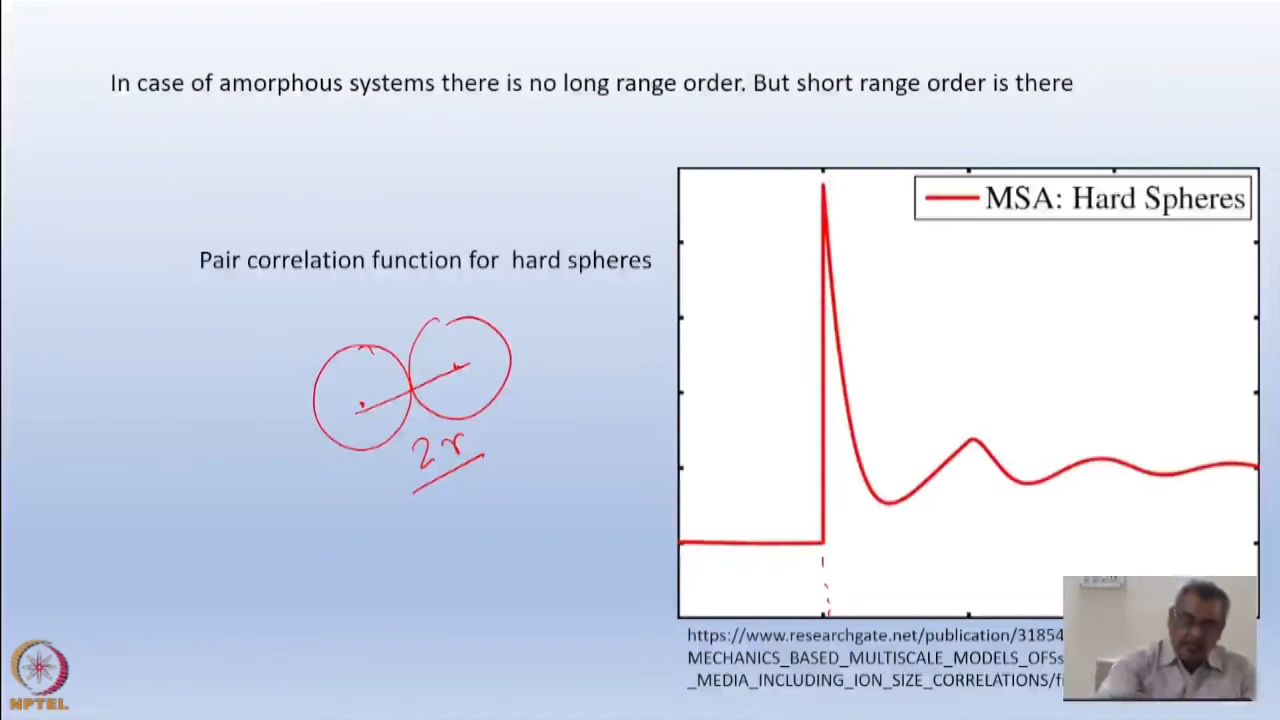 In case of amorphous systems there is no long range order. But short range order is there
MSA: Hard Spheres
Pair correlation function for hard spheres
2r
https://www.researchgate.net/publication/31854
MECHANICS_BASED_MULTISCALE_MODELS_OFS
_MEDIA_INCLUDING_ION_SIZE_CORRELATIONS/f
NPTEL